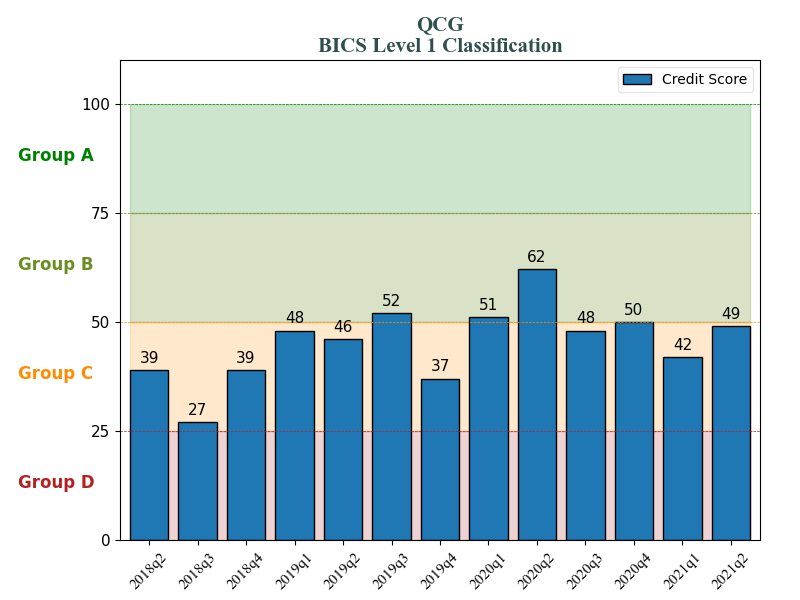 QCG
BICS Level 1 Classification
Credit Score
100
Group A
75
Group B
62
52
51
50
50
48
46
48
49
42
39
39
37
Group C
27
25
Group D
0
2018q2
2018q3
2018q4
2019q1
2019q2
2019q3
2019q4
2020q1
2020q2
2020q3
2020q4
2021q1
2021q2